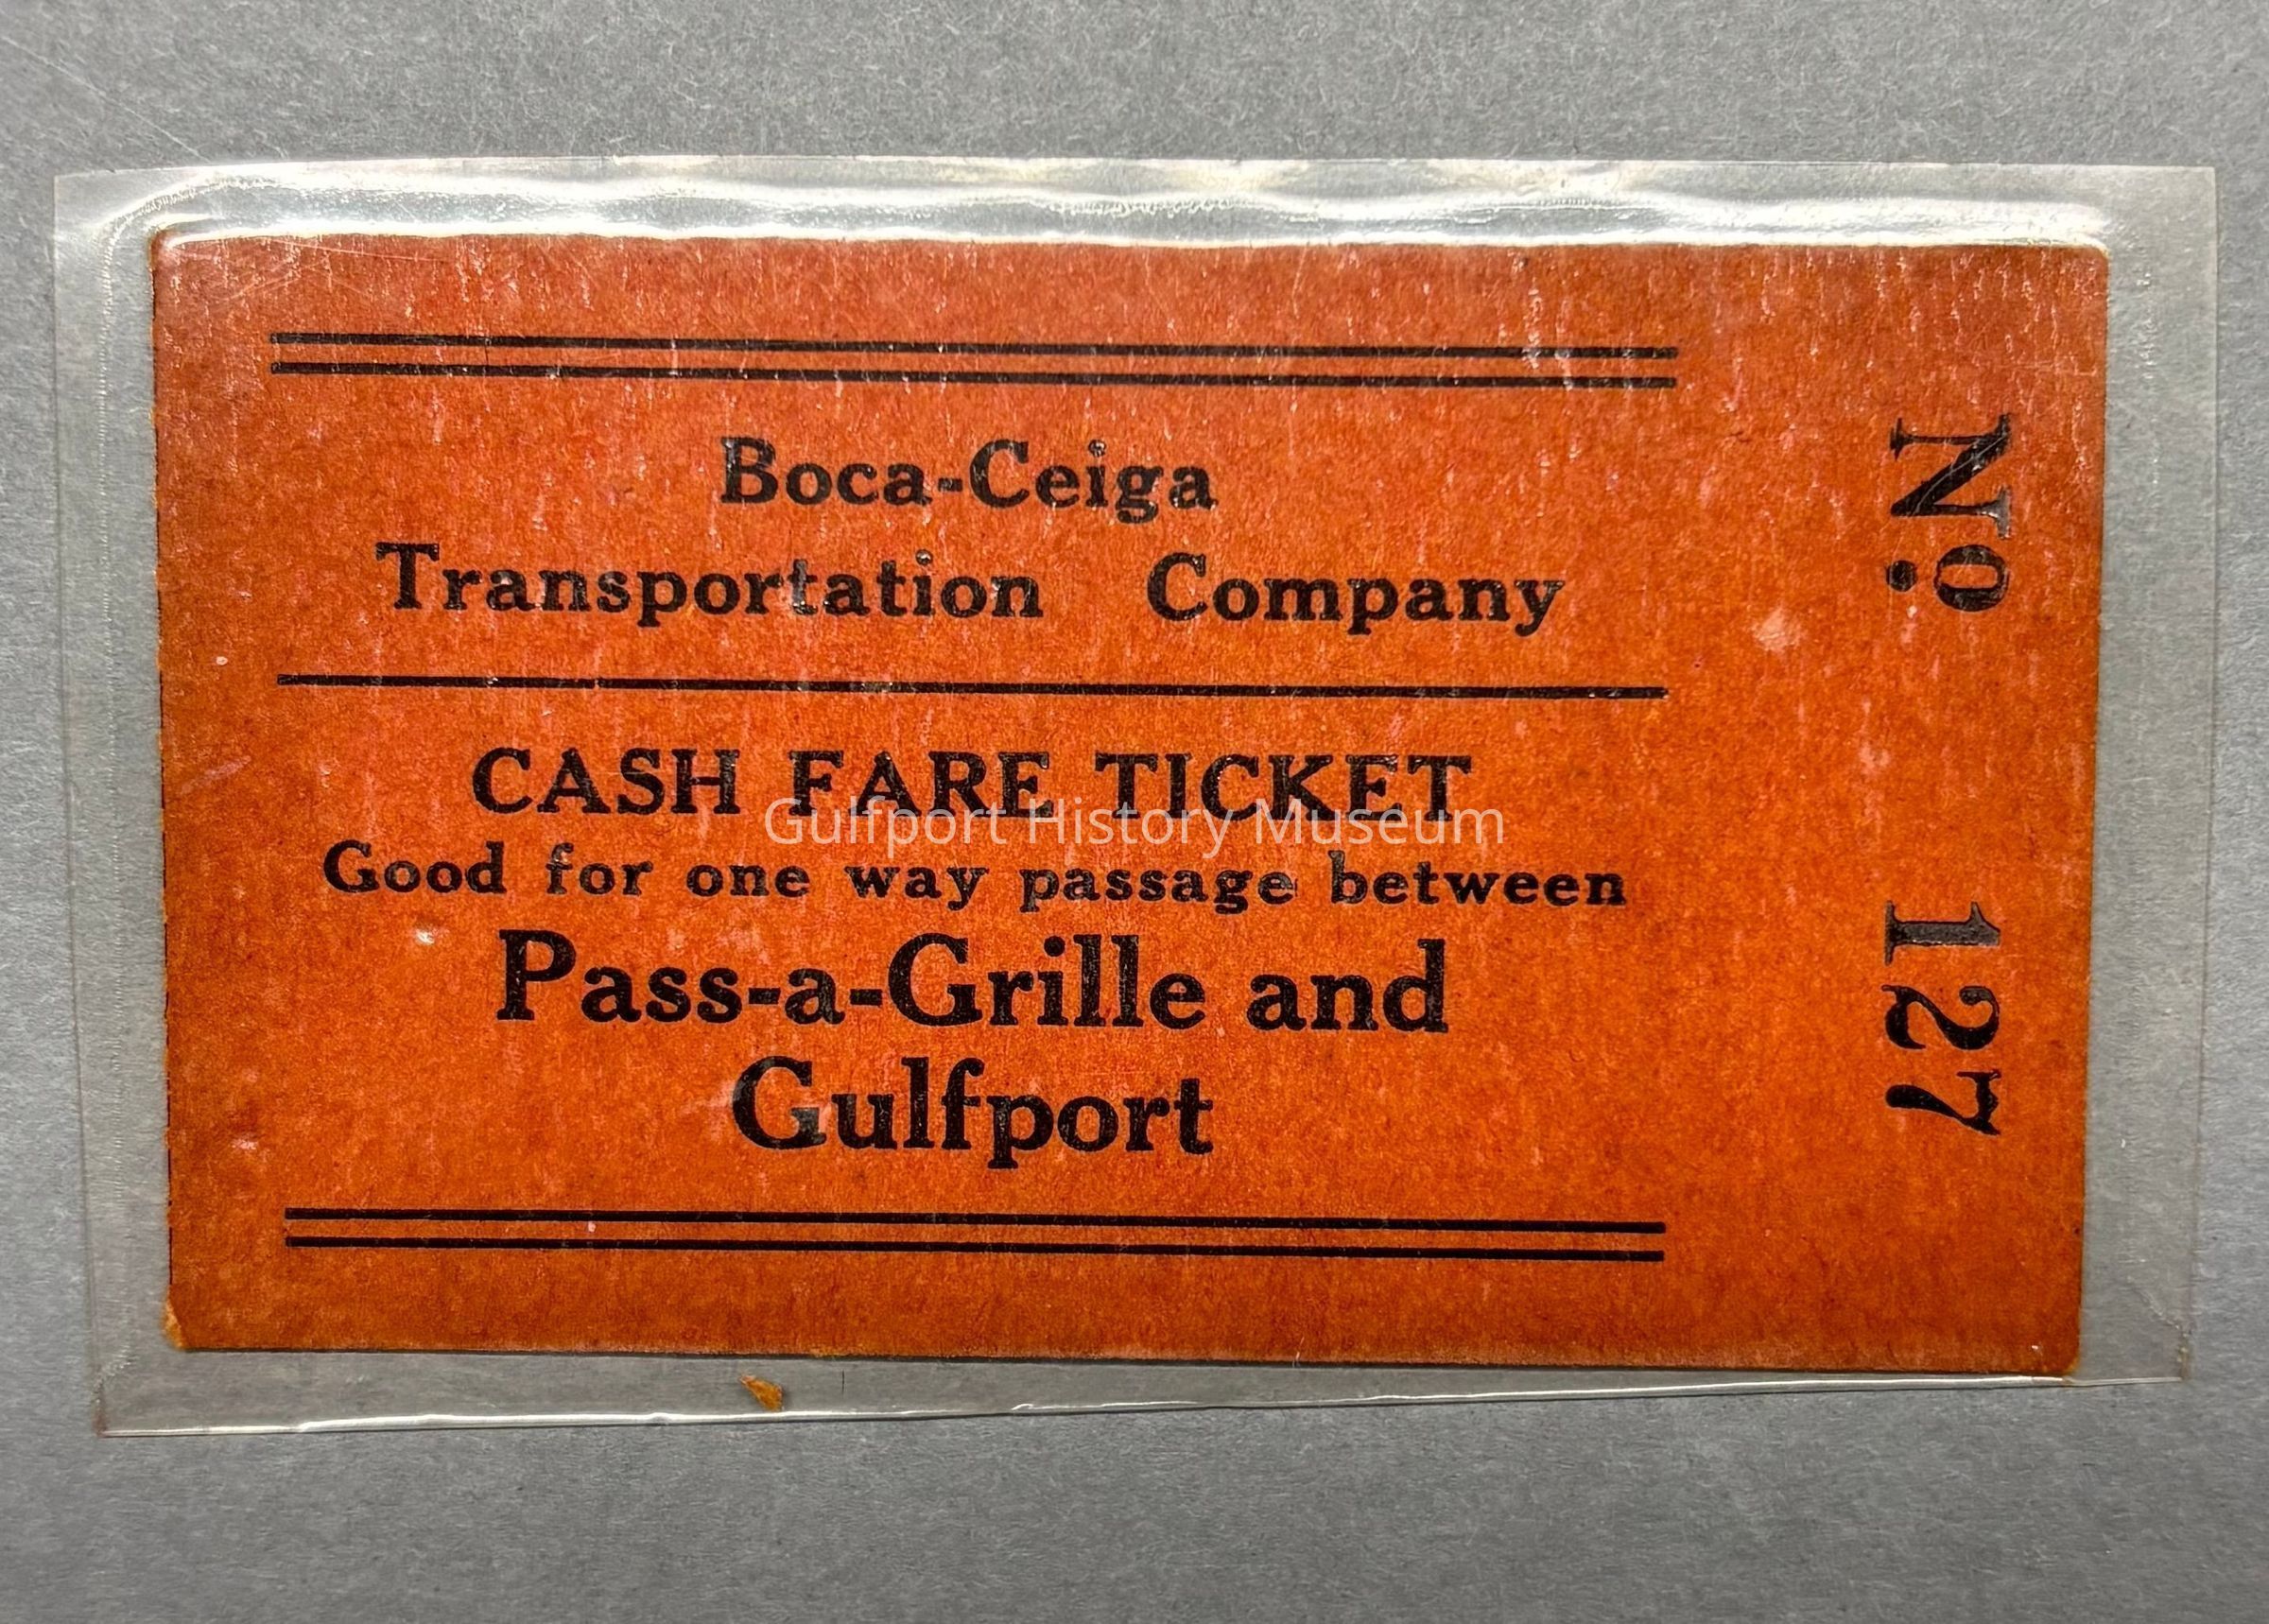 Boca-Ceiga
Transportation Company
CASH FARE TICKET
Good for one way passage between
Pass-a-Grille and
Gulfport
No. 127
Gulfport History Museum